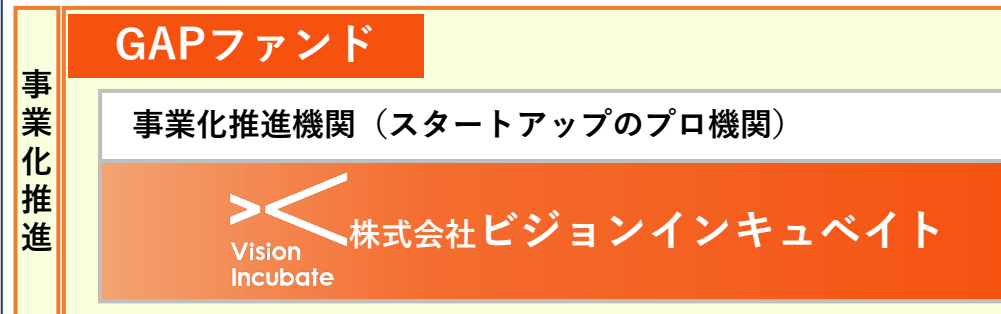 事業化推進
GAPファンド
事業化推進機関（スタートアップのプロ機関）
Vision
Incubate
株式会社ビジョンインキュベイト